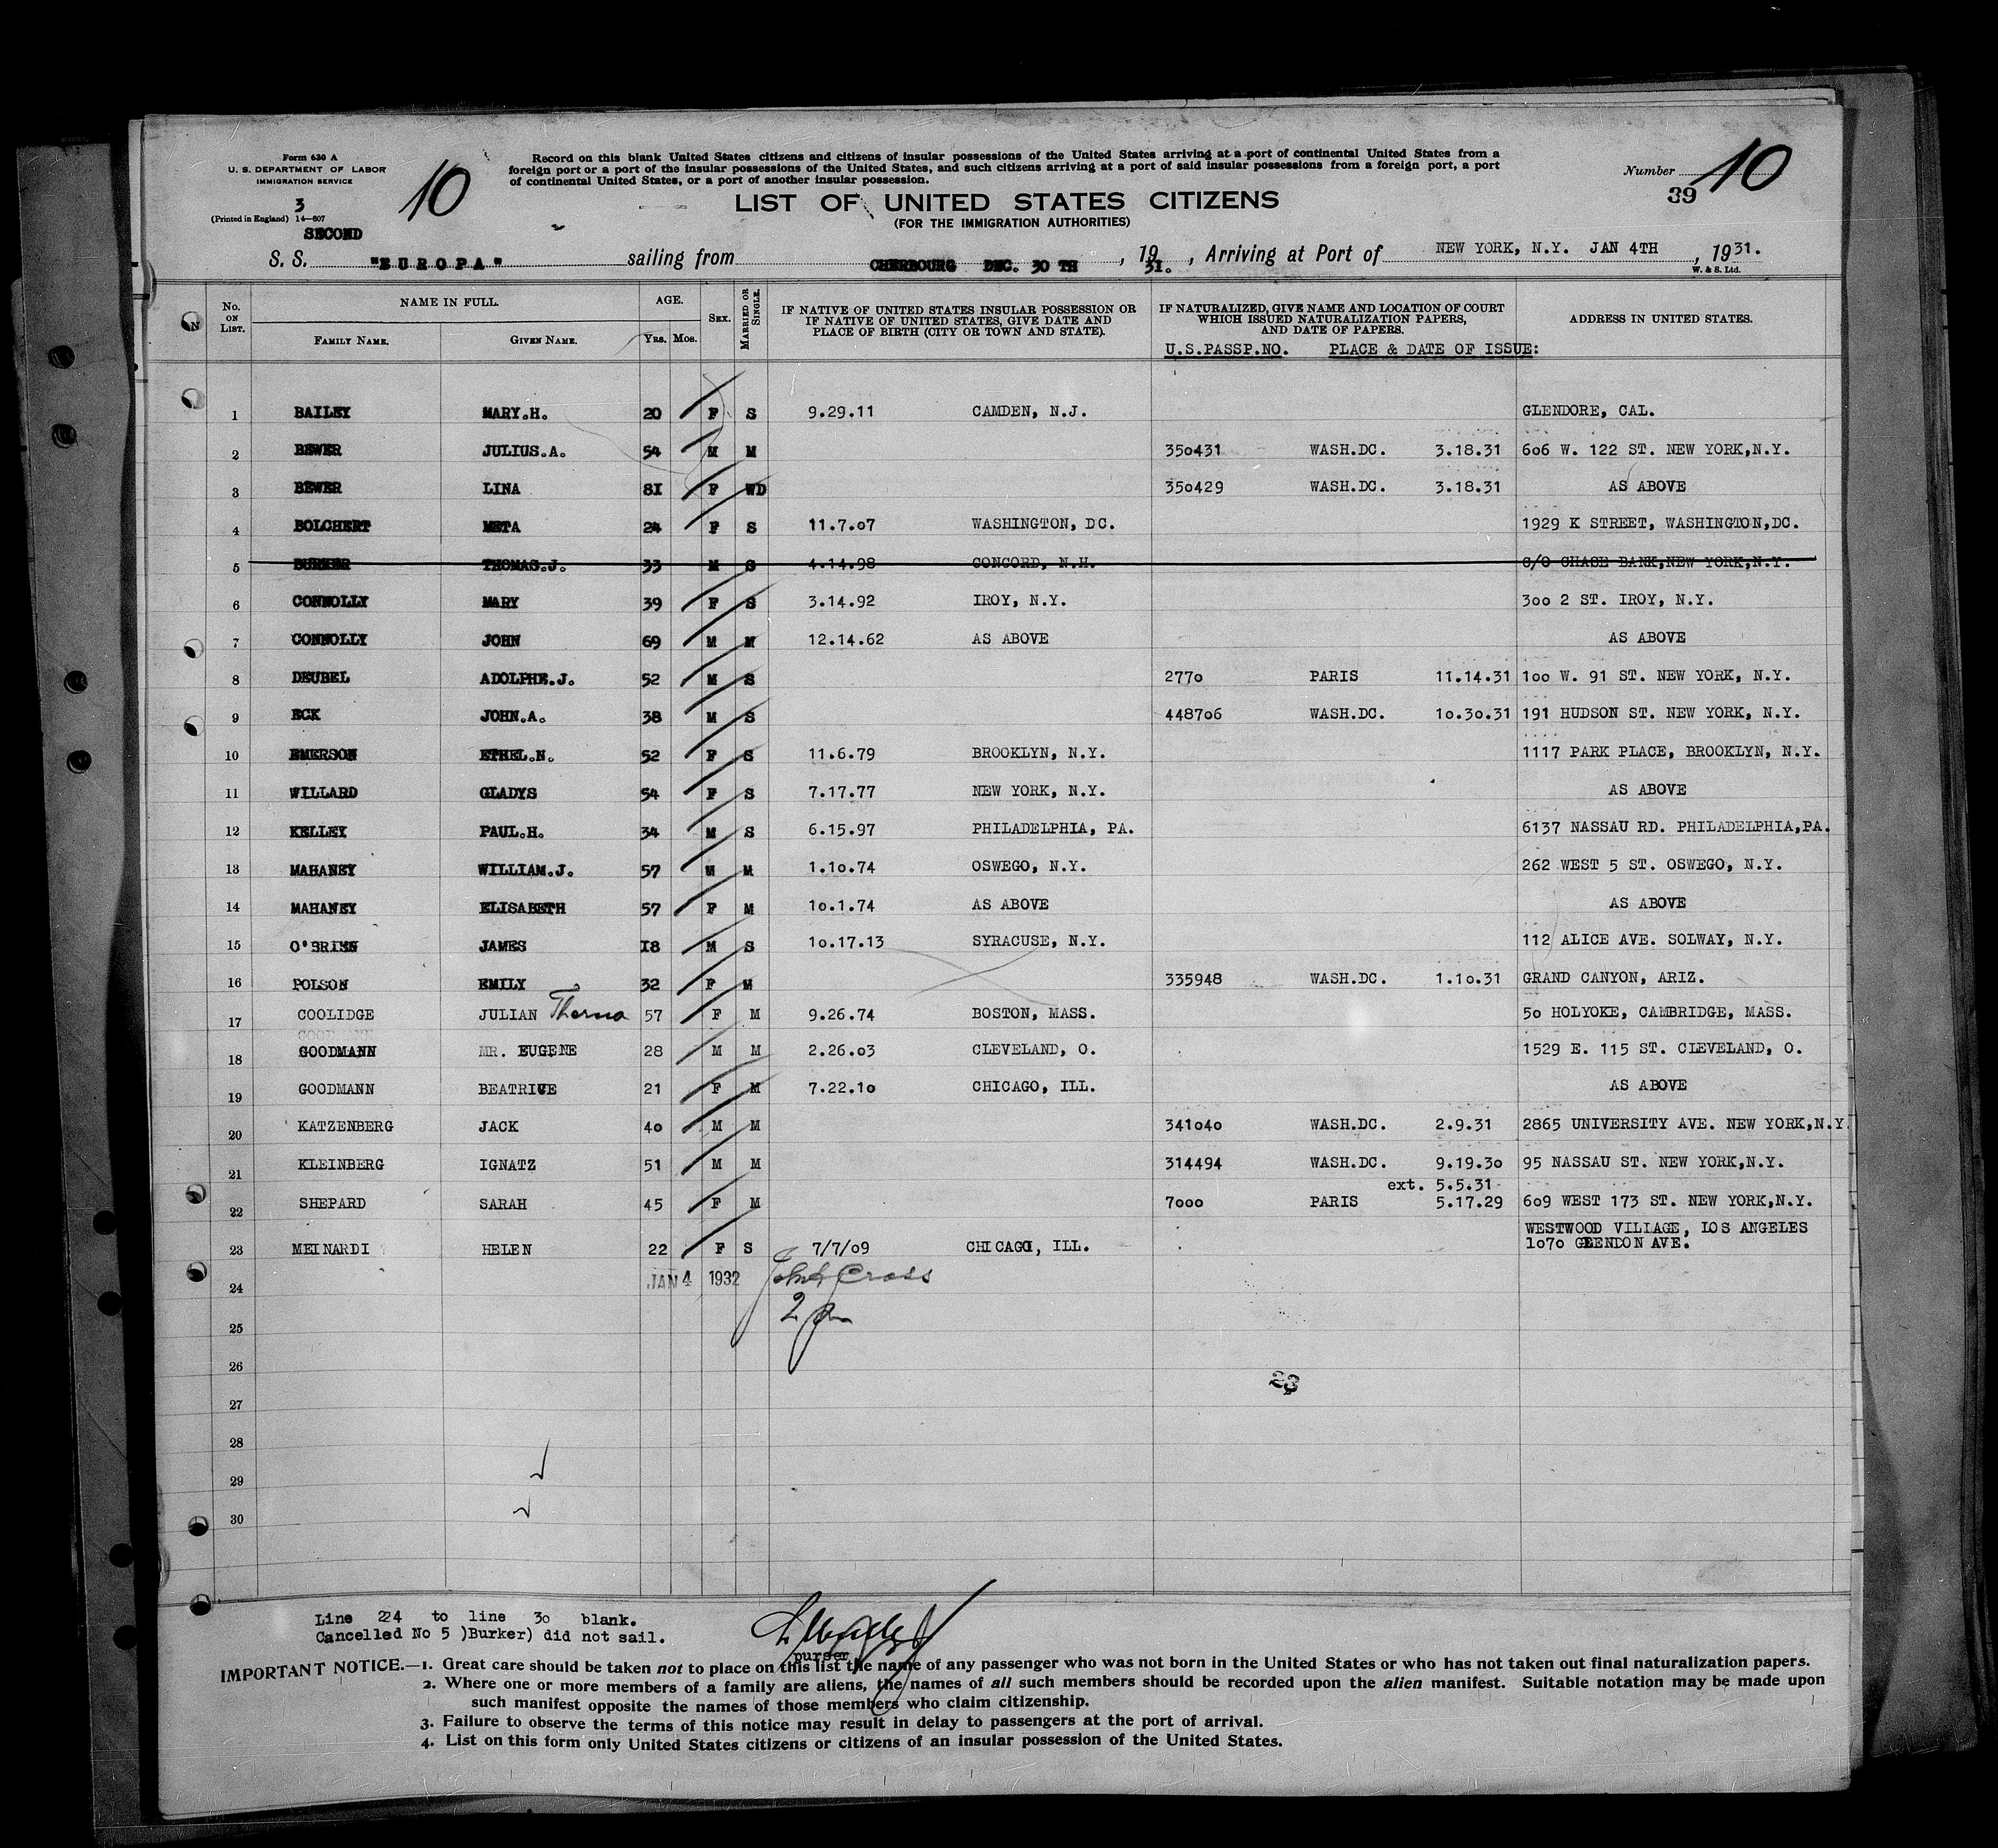 Form 630 A
U. S. DEPARTMENT OF LABOR
IMMIGRATION SERVICE
3
(Printed in England) 14—607
10
Record on this blank United States citizens and citizens of insular possessions of the United States arriving at a port of continental United States from a
foreign port or a port of the insular possessions of the United States, and such citizens arriving at a port of said insular possessions from a foreign port, a port
of continental United States, or a port of another insular possession.
Number 10
39
LIST OF UNITED STATES CITIZENS
(FOR THE IMMIGRATION AUTHORITIES)
SECOND
S. S. "EUROPA" sailing from CHERBOURG DEC. 30 TH, 19 31. , Arriving at Port of NEW YORK, N.Y. JAN 4TH, 1931.
W. & S. Ltd.
No. ON LIST. NAME IN FULL. FAMILY NAME. GIVEN NAME. AGE. YRS. MOS. SEX. MARRIED OR SINGLE. IF NATIVE OF UNITED STATES INSULAR POSSESSION OR IF NATIVE OF UNITED STATES, GIVE DATE AND PLACE OF BIRTH (CITY OR TOWN AND STATE). IF NATURALIZED, GIVE NAME AND LOCATION OF COURT WHICH ISSUED NATURALIZATION PAPERS, AND DATE OF PAPERS. ADDRESS IN UNITED STATES.
U.S.PASSP.NO. PLACE & DATE OF ISSUE:
1 BAILEY MARY.H. 20 F S 9.29.11 CAMDEN, N.J. GLENDORE, CAL.
2 BEWER JULIUS.A. 54 M M 350431 WASH.DC. 3.18.31 606 W. 122 ST. NEW YORK,N.Y.
3 BEWER LINA 8I F WD 350429 WASH.DC. 3.18.31 AS ABOVE
4 BOLCHERT META 24 F S 11.7.07 WASHINGTON, DC. 1929 K STREET, WASHINGTON,DC.
5 BURKER THOMAS.J. 33 M S 4.14.98 CONCORD, N.H. C/O CHASE BANK,NEW YORK,N.Y.
6 CONNOLLY MARY 39 F S 3.14.92 IROY, N.Y. 300 2 ST. IROY, N.Y.
7 CONNOLLY JOHN 69 M M 12.14.62 AS ABOVE AS ABOVE
8 DEUBEL ADOLPHE.J. 52 M S 2770 PARIS 11.14.31 100 W. 91 ST. NEW YORK, N.Y.
9 ECK JOHN.A. 38 M S 448706 WASH.DC. 10.30.31 191 HUDSON ST. NEW YORK, N.Y.
10 EMERSON ETHEL.N. 52 F S 11.6.79 BROOKLYN, N.Y. 1117 PARK PLACE, BROOKLYN, N.Y.
11 WILLARD GLADYS 54 F S 7.17.77 NEW YORK, N.Y. AS ABOVE
12 KELLEY PAUL.H. 34 M S 6.15.97 PHILADELPHIA, PA. 6137 NASSAU RD. PHILADELPHIA,PA.
13 MAHANEY WILLIAM.J. 57 M M 1.10.74 OSWEGO, N.Y. 262 WEST 5 ST. OSWEGO, N.Y.
14 MAHANEY ELISABETH 57 F M 10.1.74 AS ABOVE AS ABOVE
15 O'BRIEN JAMES I8 M S 10.17.13 SYRACUSE, N.Y. 112 ALICE AVE. SOLWAY, N.Y.
16 POLSON EMILY 32 F M 335948 WASH.DC. 1.10.31 GRAND CANYON, ARIZ.
17 COOLIDGE JULIAN 57 F M 9.26.74 BOSTON, MASS. 50 HOLYOKE, CAMBRIDGE, MASS.
18 GOODMANN MR. EUGENE 28 M M 2.26.03 CLEVELAND, O. 1529 E. 115 ST. CLEVELAND, O.
19 GOODMANN BEATRICE 21 F M 7.22.10 CHICAGO, ILL. AS ABOVE
20 KATZENBERG JACK 40 M M 341040 WASH.DC. 2.9.31 2865 UNIVERSITY AVE. NEW YORK,N.Y.
21 KLEINBERG IGNATZ 51 M M 314494 WASH.DC. 9.19.30 95 NASSAU ST. NEW YORK,N.Y.
ext. 5.5.31
22 SHEPARD SARAH 45 F M 7000 PARIS 5.17.29 609 WEST 173 ST. NEW YORK,N.Y.
WESTWOOD VILLAGE, LOS ANGELES
23 MEINARDI HELEN 22 F S 7/7/09 CHICAGO, ILL. 1070 GLENDON AVE.
24 JAN 4 1932 Cross
25 2 pm
26
23
27
28
29
30
Line 224 to line 30 blank.
Cancelled No 5 )Burker) did not sail.
purser
IMPORTANT NOTICE.—1. Great care should be taken not to place on this list the name of any passenger who was not born in the United States or who has not taken out final naturalization papers.
2. Where one or more members of a family are aliens, the names of all such members should be recorded upon the alien manifest. Suitable notation may be made upon
such manifest opposite the names of those members who claim citizenship.
3. Failure to observe the terms of this notice may result in delay to passengers at the port of arrival.
4. List on this form only United States citizens or citizens of an insular possession of the United States.